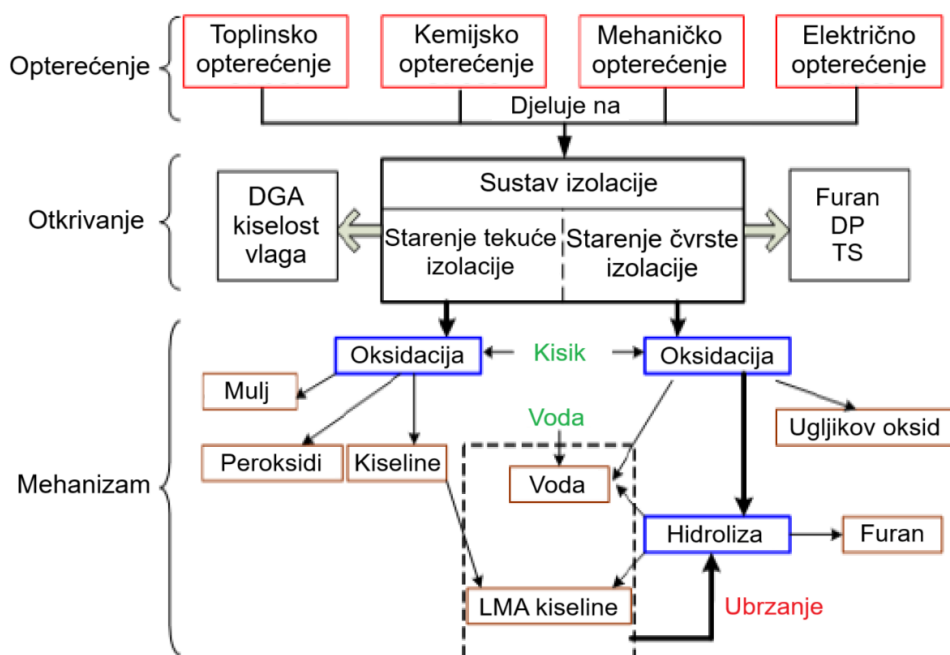 Opterećenje
Toplinsko
opterećenje
Kemijsko
opterećenje
Mehaničko
opterećenje
Električno
opterećenje
Djeluje na
Otkrivanje
DGA
kiselost
vlaga
Sustav izolacije
Starenje tekuće
izolacije
Starenje čvrste
izolacije
Furan
DP
TS
Mehanizam
Oksidacija
Kisik
Oksidacija
Mulj
Peroksidi
Kiseline
Voda
Voda
Ugljikov oksid
Hidroliza
Furan
LMA kiseline
Ubrzanje